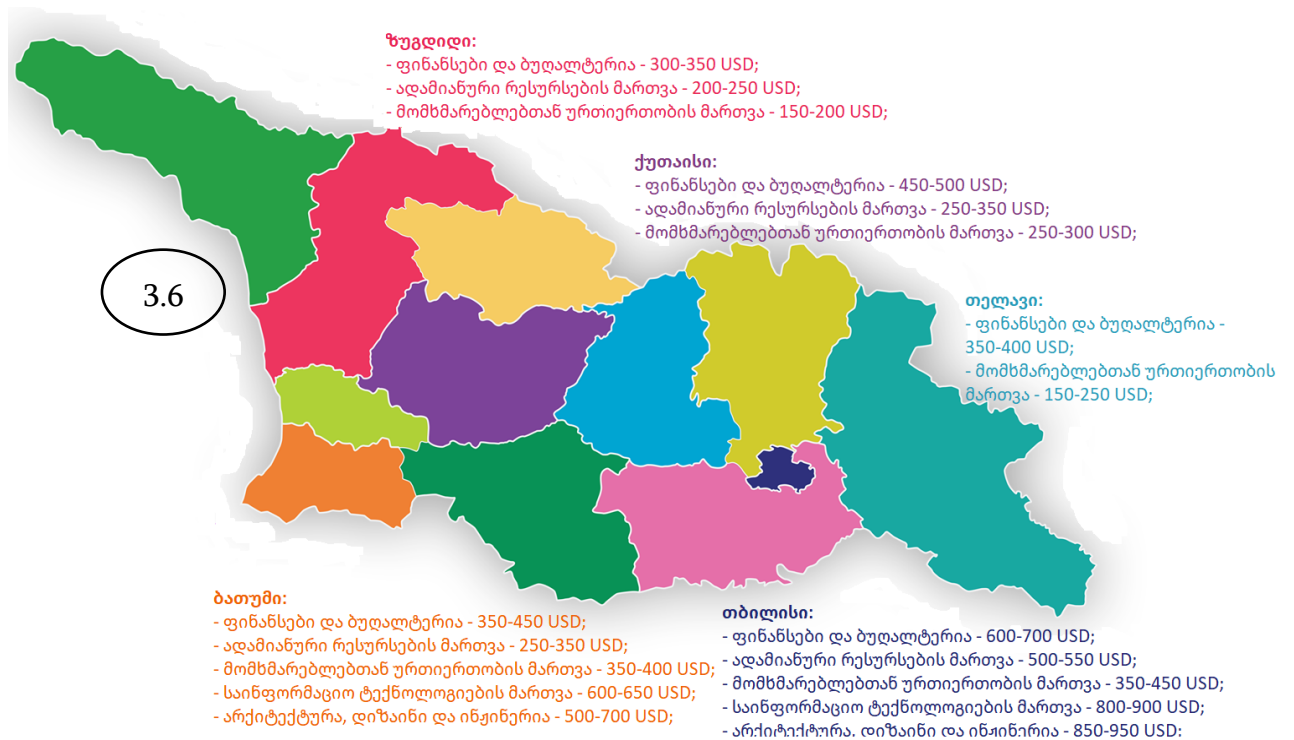 ზუგდიდი:
- ფინანსები და ბუღალტერია - 300-350 USD;
- ადამიანური რესურსების მართვა - 200-250 USD;
- მომხმარებლებთან ურთიერთობის მართვა - 150-200 USD;
ქუთაისი:
- ფინანსები და ბუღალტერია - 450-500 USD;
- ადამიანური რესურსების მართვა - 250-350 USD;
- მომხმარებლებთან ურთიერთობის მართვა - 250-300 USD;
3.6
თელავი:
- ფინანსები და ბუღალტერია -
350-400 USD;
- მომხმარებლებთან ურთიერთობის
მართვა - 150-250 USD;
ბათუმი:
- ფინანსები და ბუღალტერია - 350-450 USD;
- ადამიანური რესურსების მართვა - 250-350 USD;
- მომხმარებლებთან ურთიერთობის მართვა - 350-400 USD;
- საინფორმაციო ტექნოლოგიების მართვა - 600-650 USD;
- არქიტექტურა, დიზაინი და ინჟინერია - 500-700 USD;
თბილისი:
- ფინანსები და ბუღალტერია - 600-700 USD;
- ადამიანური რესურსების მართვა - 500-550 USD;
- მომხმარებლებთან ურთიერთობის მართვა - 350-450 USD;
- საინფორმაციო ტექნოლოგიების მართვა - 800-900 USD;
- არქიტექტურა, დიზაინი და ინჟინერია - 850-950 USD;